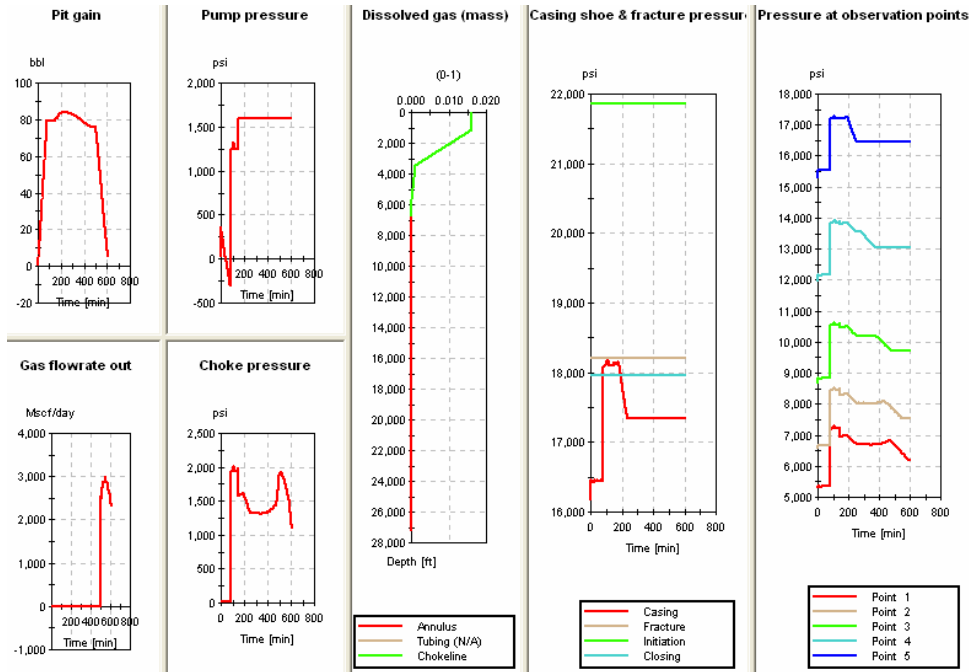 Pit gain
bbl
100
80
60
40
20
0
-20
200 400 600 800
Time [min]
Pump pressure
psi
2,000
1,500
1,000
500
0
-500
200 400 600 800
Time [min]
Dissolved gas (mass)
(0-1)
0.000 0.010 0.020
0
2,000
4,000
6,000
8,000
10,000
12,000
14,000
16,000
18,000
20,000
22,000
24,000
26,000
28,000
Depth [ft]
Annulus
Tubing (N/A)
Chokeline
Casing shoe & fracture pressure
psi
22,000
21,000
20,000
19,000
18,000
17,000
16,000
0 200 400 600 800
Time [min]
Casing
Fracture
Initiation
Closing
Pressure at observation points
psi
18,000
17,000
16,000
15,000
14,000
13,000
12,000
11,000
10,000
9,000
8,000
7,000
6,000
5,000
0 200 400 600 800
Time [min]
Point 1
Point 2
Point 3
Point 4
Point 5
Gas flowrate out
Mscf/day
4,000
3,000
2,000
1,000
0
-1,000
200 400 600 800
Time [min]
Choke pressure
psi
2,500
2,000
1,500
1,000
500
0
200 400 600 800
Time [min]